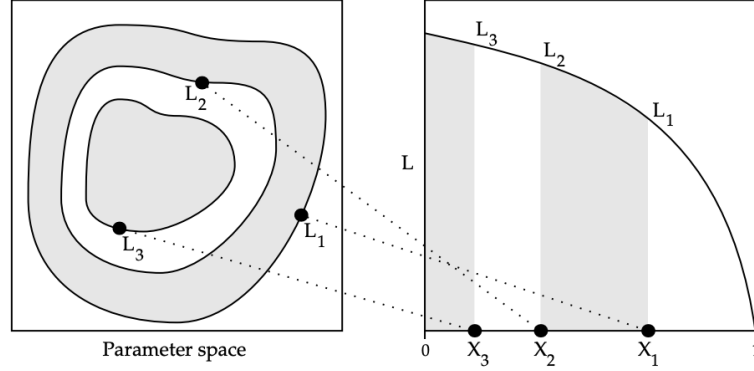 L₂
L₃
L₁
Parameter space
L
L₃
L₂
L₁
0
X₃
X₂
X₁